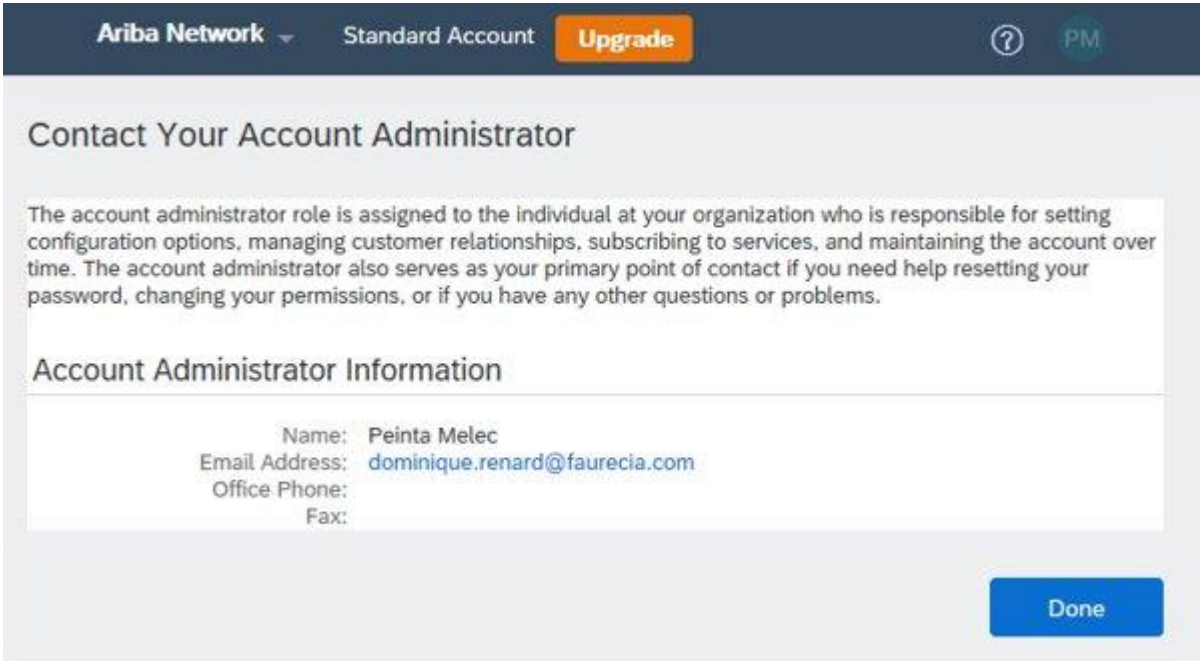 Ariba Network Standard Account Upgrade ? PM
Contact Your Account Administrator
The account administrator role is assigned to the individual at your organization who is responsible for setting
configuration options, managing customer relationships, subscribing to services, and maintaining the account over
time. The account administrator also serves as your primary point of contact if you need help resetting your
password, changing your permissions, or if you have any other questions or problems.
Account Administrator Information
Name: Peinta Melec
Email Address: dominique.renard@faurecia.com
Office Phone:
Fax:
Done